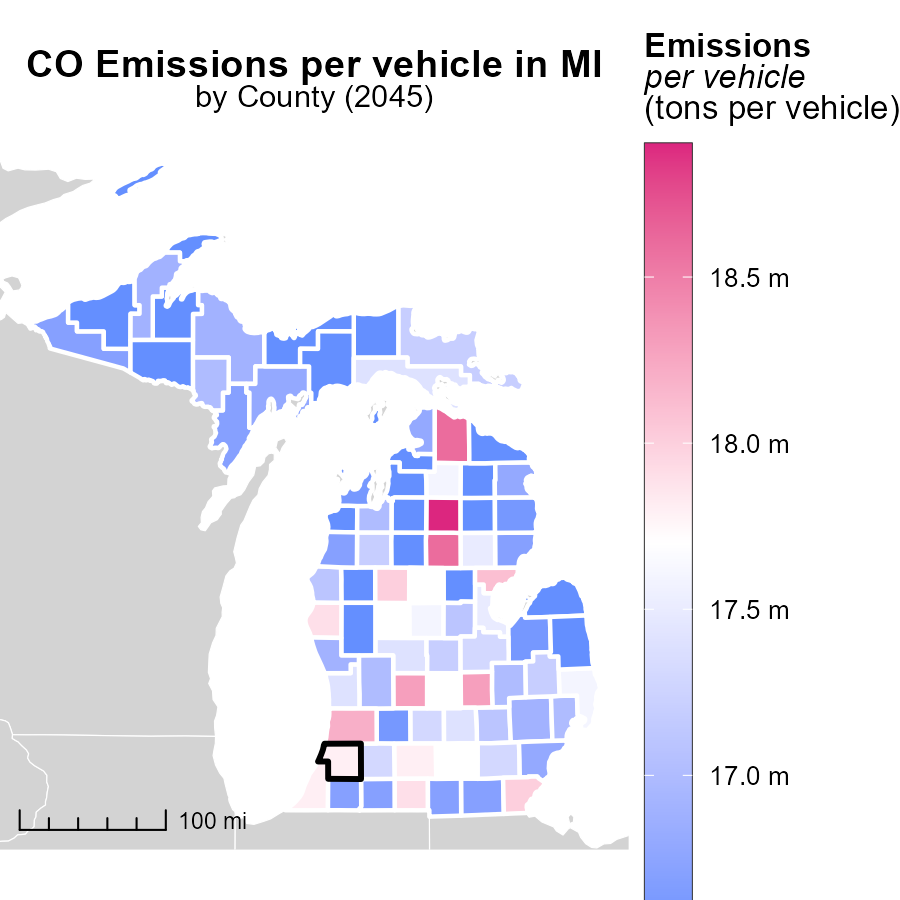 CO Emissions per vehicle in MI
by County (2045)
Emissions
per vehicle
(tons per vehicle)
18.5 m
18.0 m
17.5 m
17.0 m
100 mi